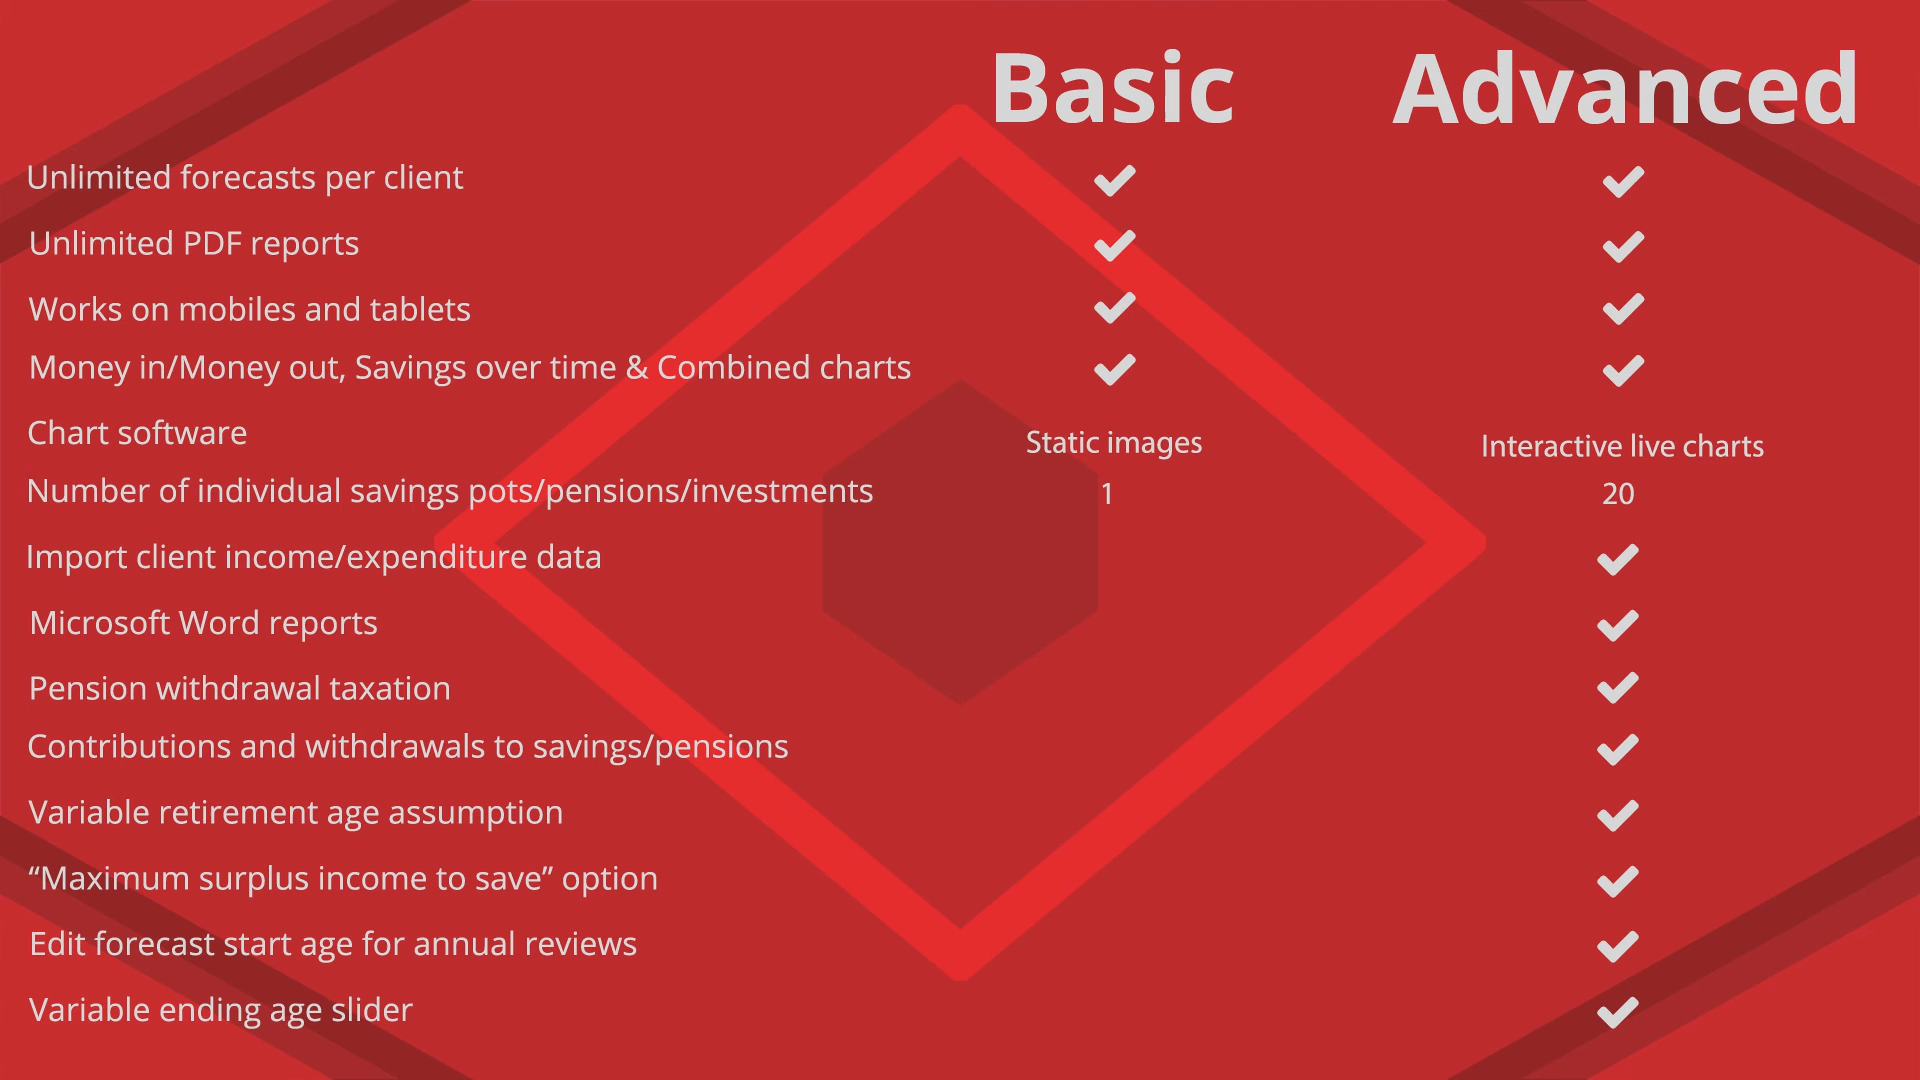 Basic Advanced
Unlimited forecasts per client
Unlimited PDF reports
Works on mobiles and tablets
Money in/Money out, Savings over time & Combined charts
Chart software Static images Interactive live charts
Number of individual savings pots/pensions/investments 1 20
Import client income/expenditure data
Microsoft Word reports
Pension withdrawal taxation
Contributions and withdrawals to savings/pensions
Variable retirement age assumption
“Maximum surplus income to save” option
Edit forecast start age for annual reviews
Variable ending age slider